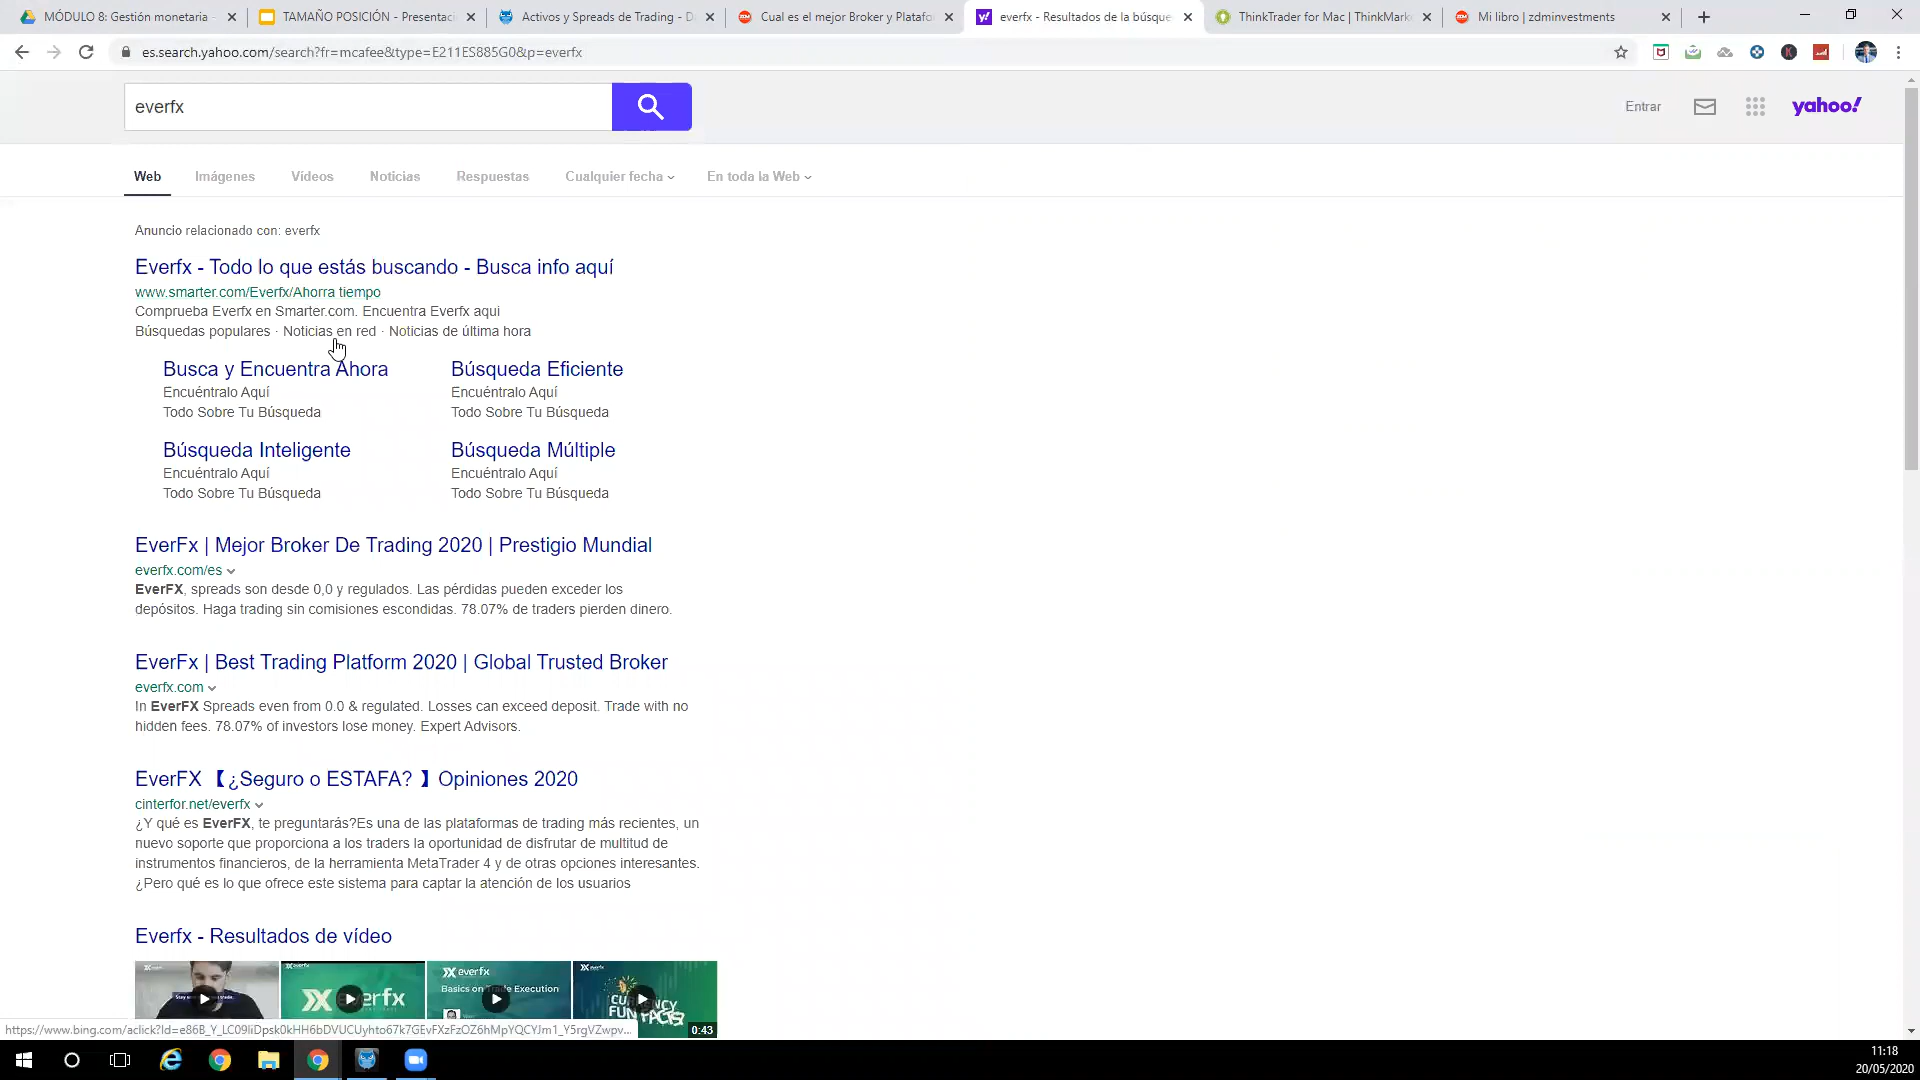 MÓDULO 8: Gestión monetaria
TAMAÑO POSICIÓN - Presentaci
Activos y Spreads de Trading - D
Cual es el mejor Broker y Platafo
everfx - Resultados de la búsque
ThinkTrader for Mac | ThinkMark
Mi libro | zdminvestments
es.search.yahoo.com/search?fr=mcafee&type=E211ES885G0&p=everfx
everfx
Entrar
yahoo!
Web
Imágenes
Vídeos
Noticias
Respuestas
Cualquier fecha
En toda la Web
Anuncio relacionado con: everfx
Everfx - Todo lo que estás buscando - Busca info aquí
www.smarter.com/Everfx/Ahorra tiempo
Comprueba Everfx en Smarter.com. Encuentra Everfx aqui
Búsquedas populares · Noticias en red · Noticias de última hora
Busca y Encuentra Ahora
Encuéntralo Aquí
Todo Sobre Tu Búsqueda
Búsqueda Eficiente
Encuéntralo Aquí
Todo Sobre Tu Búsqueda
Búsqueda Inteligente
Encuéntralo Aquí
Todo Sobre Tu Búsqueda
Búsqueda Múltiple
Encuéntralo Aquí
Todo Sobre Tu Búsqueda
EverFx | Mejor Broker De Trading 2020 | Prestigio Mundial
everfx.com/es
EverFX, spreads son desde 0,0 y regulados. Las pérdidas pueden exceder los
depósitos. Haga trading sin comisiones escondidas. 78.07% de traders pierden dinero.
EverFx | Best Trading Platform 2020 | Global Trusted Broker
everfx.com
In EverFX Spreads even from 0.0 & regulated. Losses can exceed deposit. Trade with no
hidden fees. 78.07% of investors lose money. Expert Advisors.
EverFX 【¿Seguro o ESTAFA? 】Opiniones 2020
cinterfor.net/everfx
¿Y qué es EverFX, te preguntarás?Es una de las plataformas de trading más recientes, un
nuevo soporte que proporciona a los traders la oportunidad de disfrutar de multitud de
instrumentos financieros, de la herramienta MetaTrader 4 y de otras opciones interesantes.
¿Pero qué es lo que ofrece este sistema para captar la atención de los usuarios
Everfx - Resultados de vídeo
everfx
everfx
Basics on Trade Execution
everfx
CURRENCY
FUN FACTS
0:43
11:18
20/05/2020